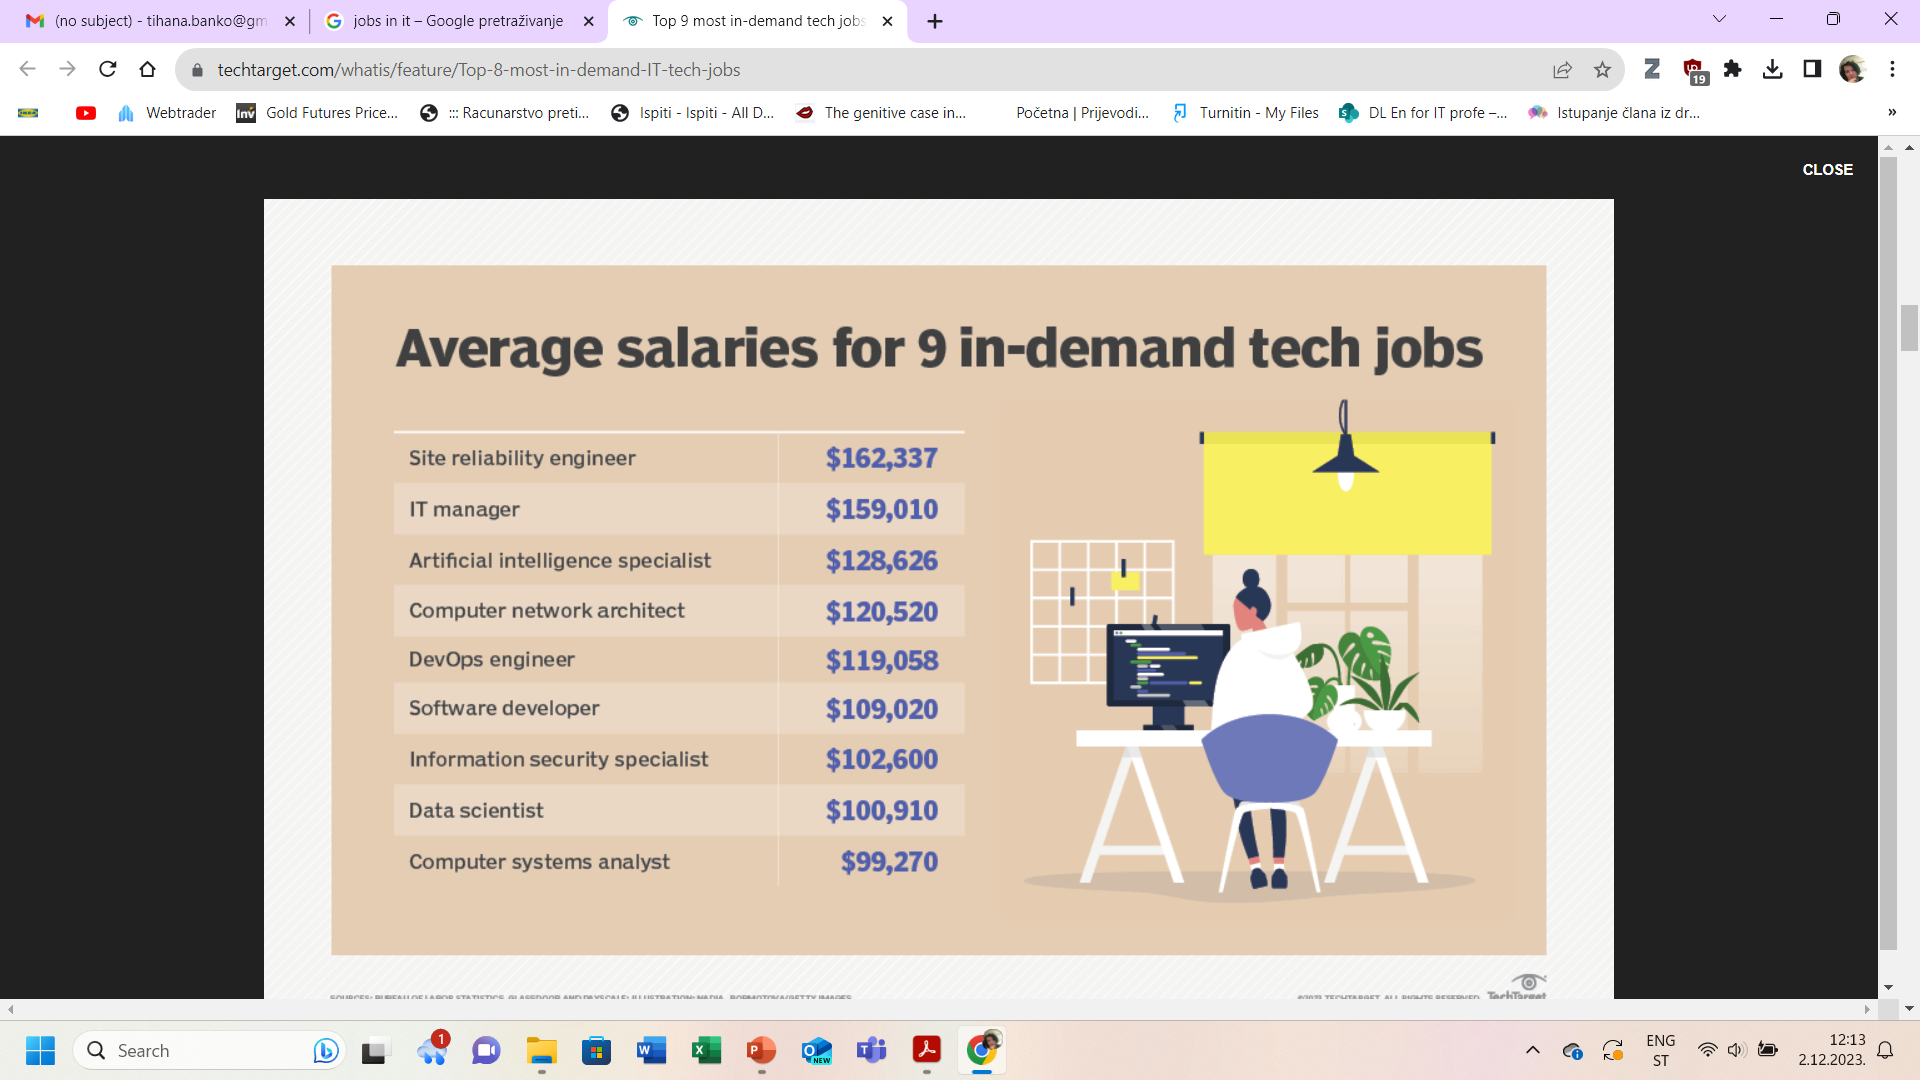 (no subject) - tihana.banko@gm
jobs in it – Google pretraživanje
Top 9 most in-demand tech jobs
techtarget.com/whatis/feature/Top-8-most-in-demand-IT-tech-jobs
19
Webtrader
Inv
Gold Futures Price...
::: Racunarstvo preti...
Ispiti - Ispiti - All D...
The genitive case in...
Početna | Prijevodi...
Turnitin - My Files
DL En for IT profe –...
Istupanje člana iz dr...
»
CLOSE
Average salaries for 9 in-demand tech jobs
Site reliability engineer $162,337
IT manager $159,010
Artificial intelligence specialist $128,626
Computer network architect $120,520
DevOps engineer $119,058
Software developer $109,020
Information security specialist $102,600
Data scientist $100,910
Computer systems analyst $99,270
TechTarget
Search
1
NEW
ENG
ST
12:13
2.12.2023.